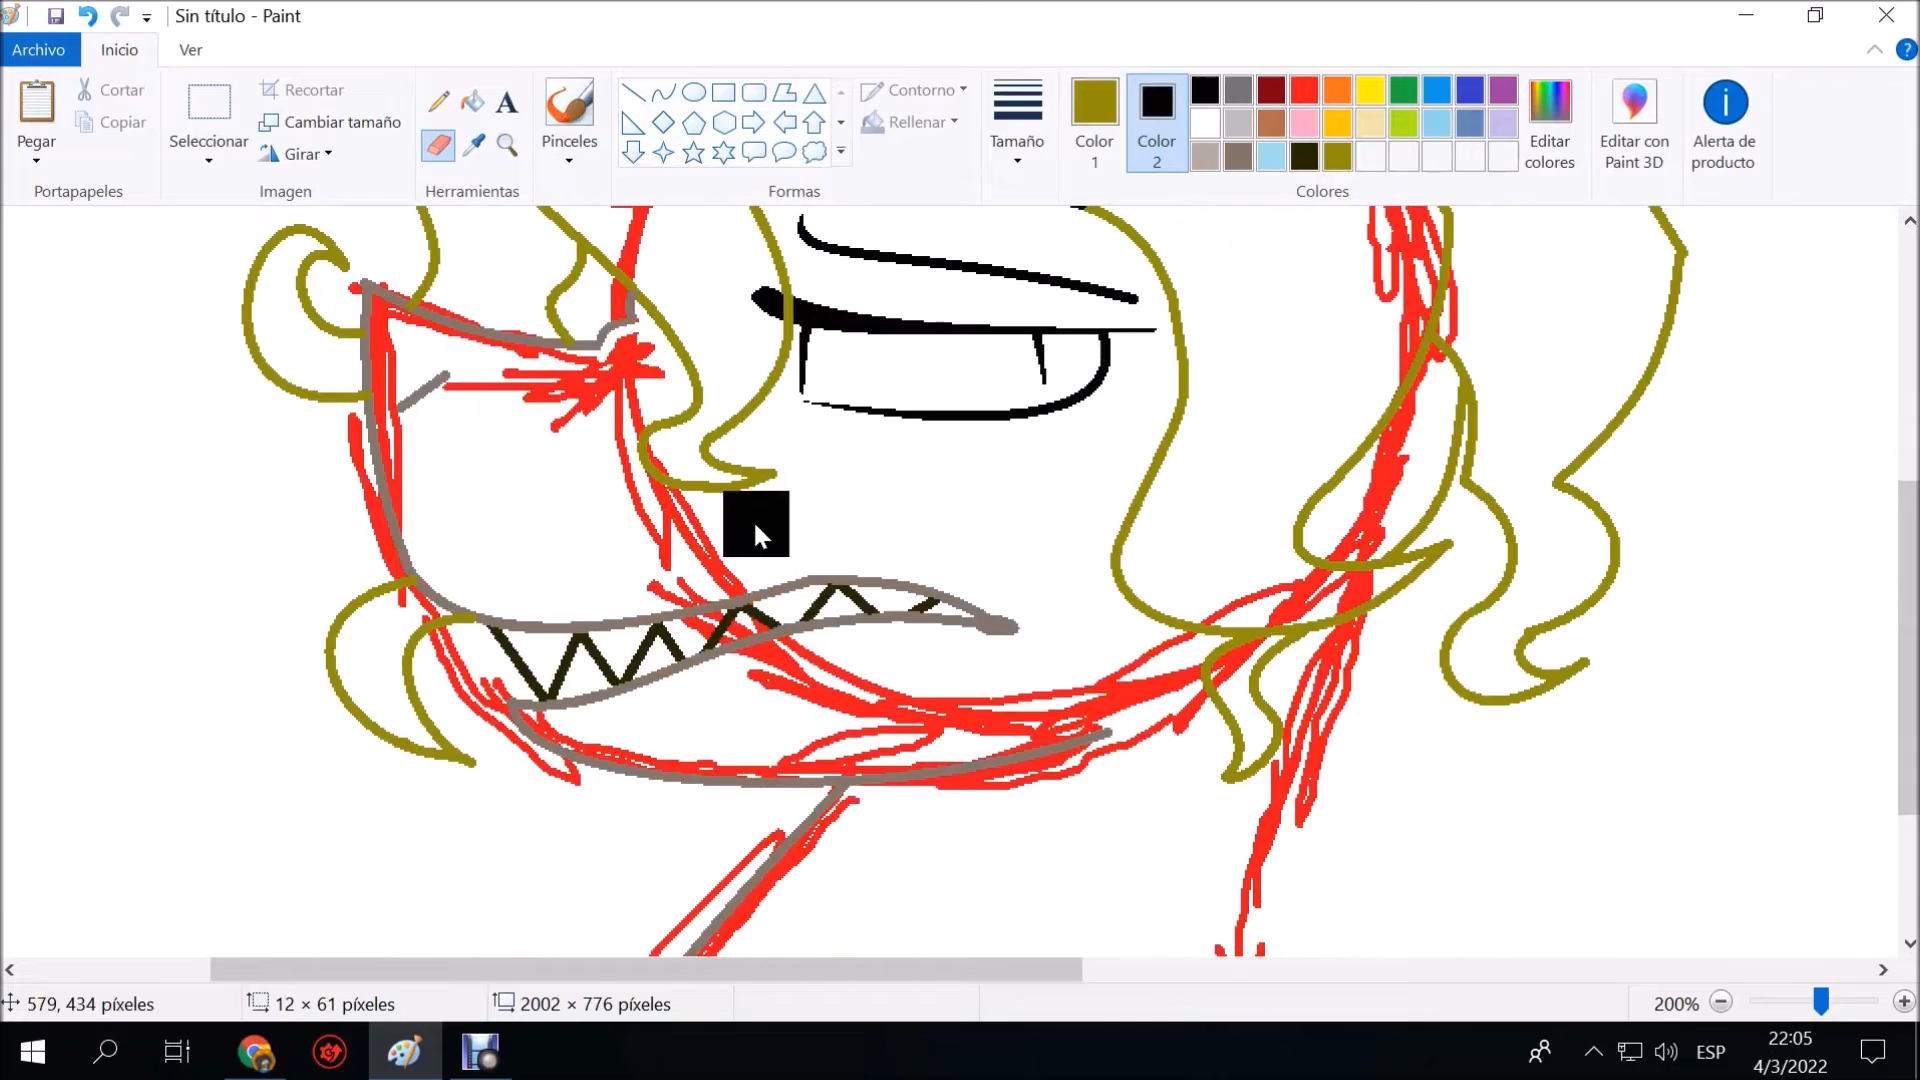 Sin título - Paint
Archivo Inicio Ver
Pegar
Cortar
Copiar
Portapapeles
Seleccionar
Recortar
Cambiar tamaño
Girar
Imagen
A
Herramientas
Pinceles
Formas
Contorno
Rellenar
Tamaño
Color
1
Color
2
Editar
colores
Colores
Editar con
Paint 3D
Alerta de
producto
579, 434 píxeles
12 × 61 píxeles
2002 × 776 píxeles
200%
ESP
22:05
4/3/2022